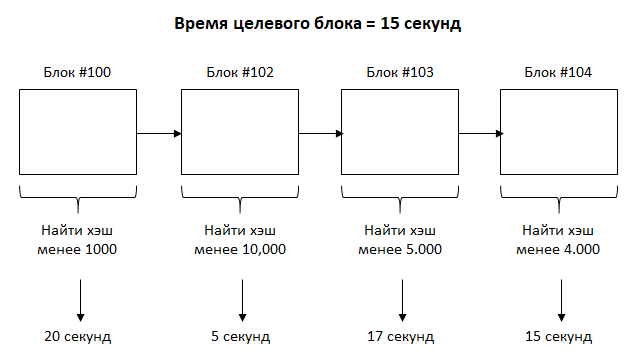 Время целевого блока = 15 секунд
Блок #100
Блок #102
Блок #103
Блок #104
Найти хэш
менее 1000
Найти хэш
менее 10,000
Найти хэш
менее 5.000
Найти хэш
менее 4.000
20 секунд
5 секунд
17 секунд
15 секунд